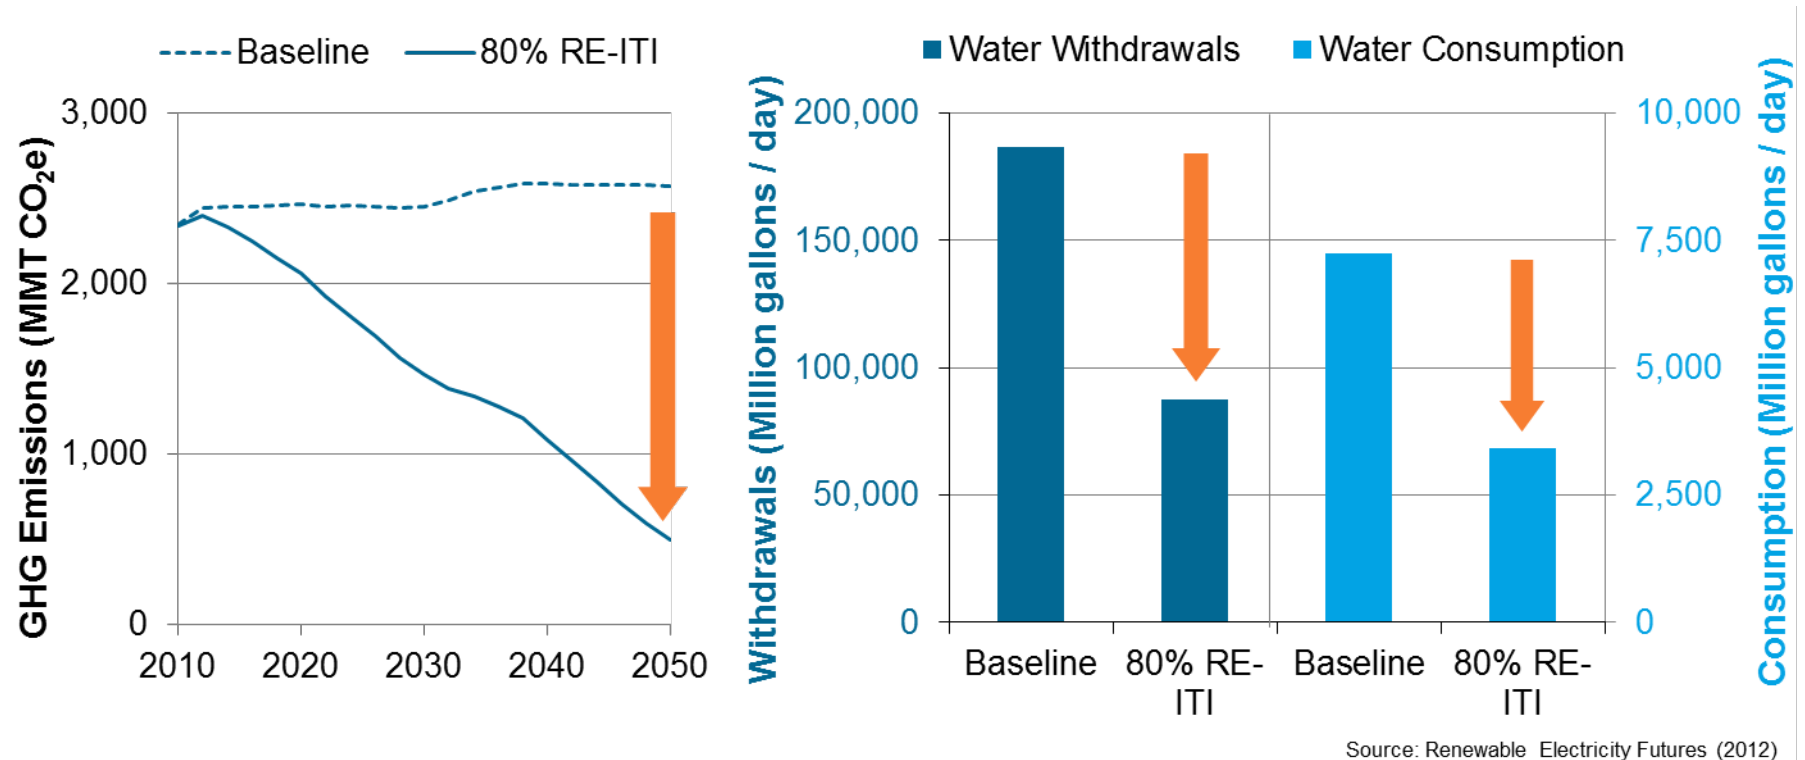 Baseline
80% RE-ITI
GHG Emissions (MMT CO₂e)
3,000
2,000
1,000
0
2010 2020 2030 2040 2050
Water Withdrawals
Water Consumption
Withdrawals (Million gallons / day)
200,000
150,000
100,000
50,000
0
10,000
7,500
5,000
2,500
0
Consumption (Million gallons / day)
Baseline
80% RE-
ITI
Baseline
80% RE-
ITI
Source: Renewable Electricity Futures (2012)